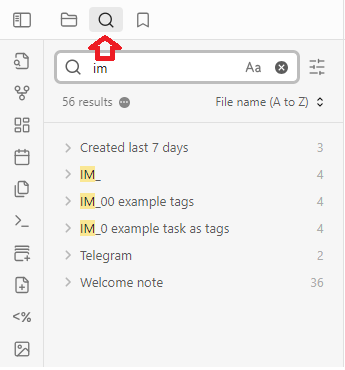 im Aa
56 results File name (A to Z)
Created last 7 days 3
IM_ 4
IM_00 example tags 4
IM_0 example task as tags 4
Telegram 2
Welcome note 36
>_
<%